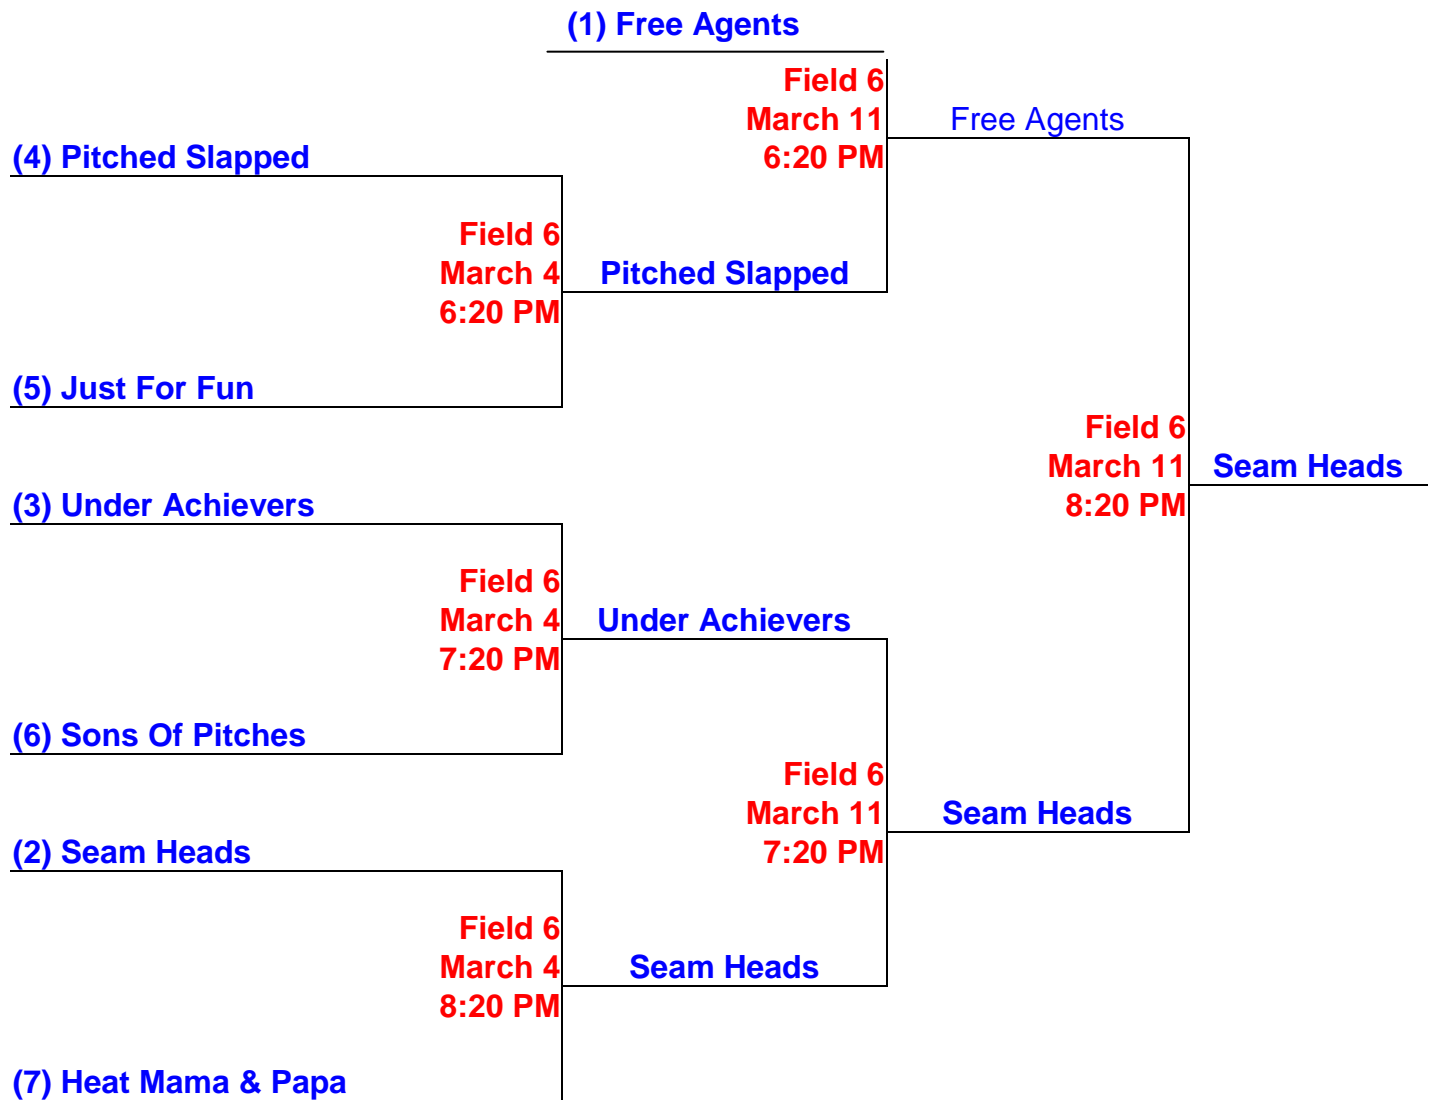 (1) Free Agents
Field 6
March 11
6:20 PM
Free Agents
(4) Pitched Slapped
Field 6
March 4
6:20 PM
Pitched Slapped
(5) Just For Fun
Field 6
March 11
8:20 PM
Seam Heads
(3) Under Achievers
Field 6
March 4
7:20 PM
Under Achievers
(6) Sons Of Pitches
Field 6
March 11
7:20 PM
Seam Heads
(2) Seam Heads
Field 6
March 4
8:20 PM
Seam Heads
(7) Heat Mama & Papa